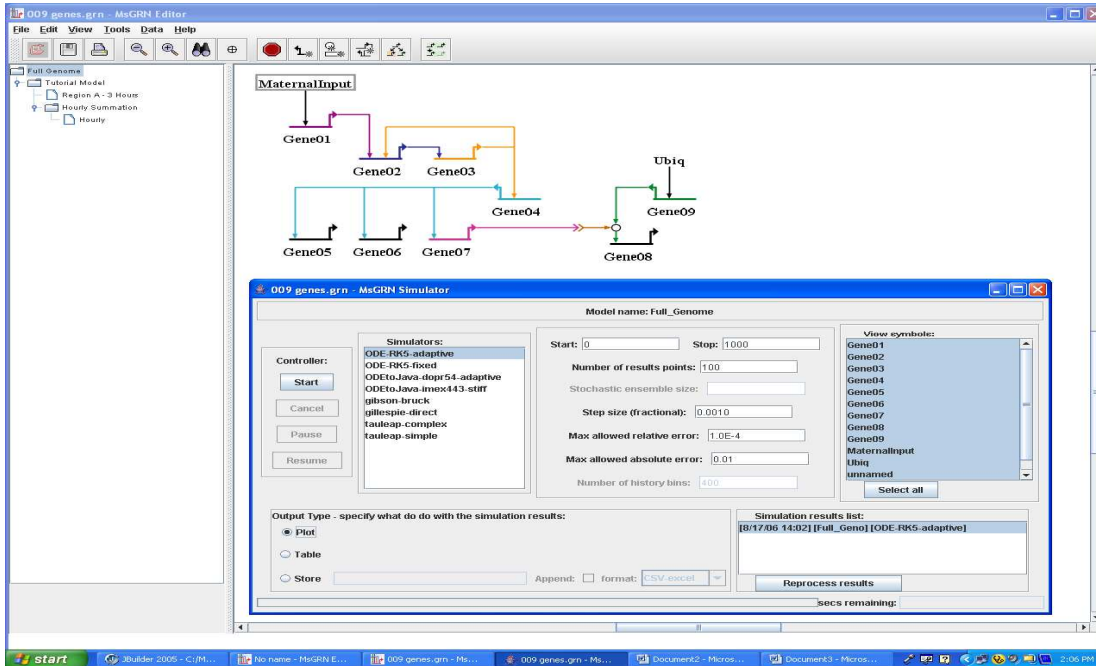 009 genes.grn - MsGRN Editor
File Edit View Tools Data Help
Full Genome
Tutorial Model
Region A - 3 Hours
Hourly Summation
Hourly
MaternalInput
Gene01
Gene02 Gene03
Ubiq
Gene04 Gene09
Gene05 Gene06 Gene07 Gene08
009 genes.grn - MsGRN Simulator
Model name: Full_Genome
Controller:
Start
Cancel
Pause
Resume
Simulators:
ODE-RK5-adaptive
ODE-RK5-fixed
ODEtoJava-dopr54-adaptive
ODEtoJava-imex443-stiff
gibson-bruck
gillespie-direct
tauleap-complex
tauleap-simple
Start: 0 Stop: 1000
Number of results points: 100
Stochastic ensemble size:
Step size (fractional): 0.0010
Max allowed relative error: 1.0E-4
Max allowed absolute error: 0.01
Number of history bins: 400
View symbols:
Gene01
Gene02
Gene03
Gene04
Gene05
Gene06
Gene07
Gene08
Gene09
MaternalInput
Ubiq
unnamed
Select all
Output Type - specify what do do with the simulation results:
Plot
Table
Store Append: format: CSV-excel
Simulation results list:
[8/17/06 14:02] [Full_Geno] [ODE-RK5-adaptive]
Reprocess results
secs remaining:
start JBuilder 2005 - C:/M... No name - MsGRN E... 009 genes.grn - Ms... 009 genes.grn - Ms... Document2 - Micros... Document3 - Micros... 2:06 PM